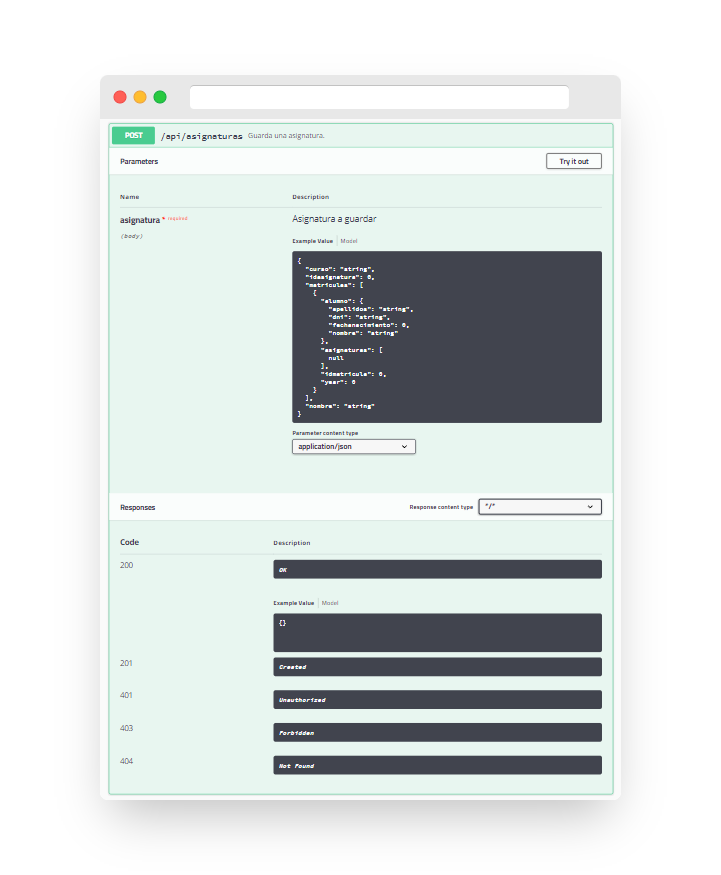 POST /api/asignaturas Guarda una asignatura.
Parameters Try it out
Name Description
asignatura * required Asignatura a guardar
(body)
Example Value Model
{
"curso": "string",
"idasignatura": 0,
"matriculas": [
{
"alumno": {
"apellidos": "string",
"dni": "string",
"fechanacimiento": 0,
"nombre": "string"
},
"asignaturas": [
null
],
"idmatricula": 0,
"year": 0
}
],
"nombre": "string"
}
Parameter content type
application/json
Responses Response content type */*
Code Description
200 OK
Example Value Model
{}
201 Created
401 Unauthorized
403 Forbidden
404 Not Found